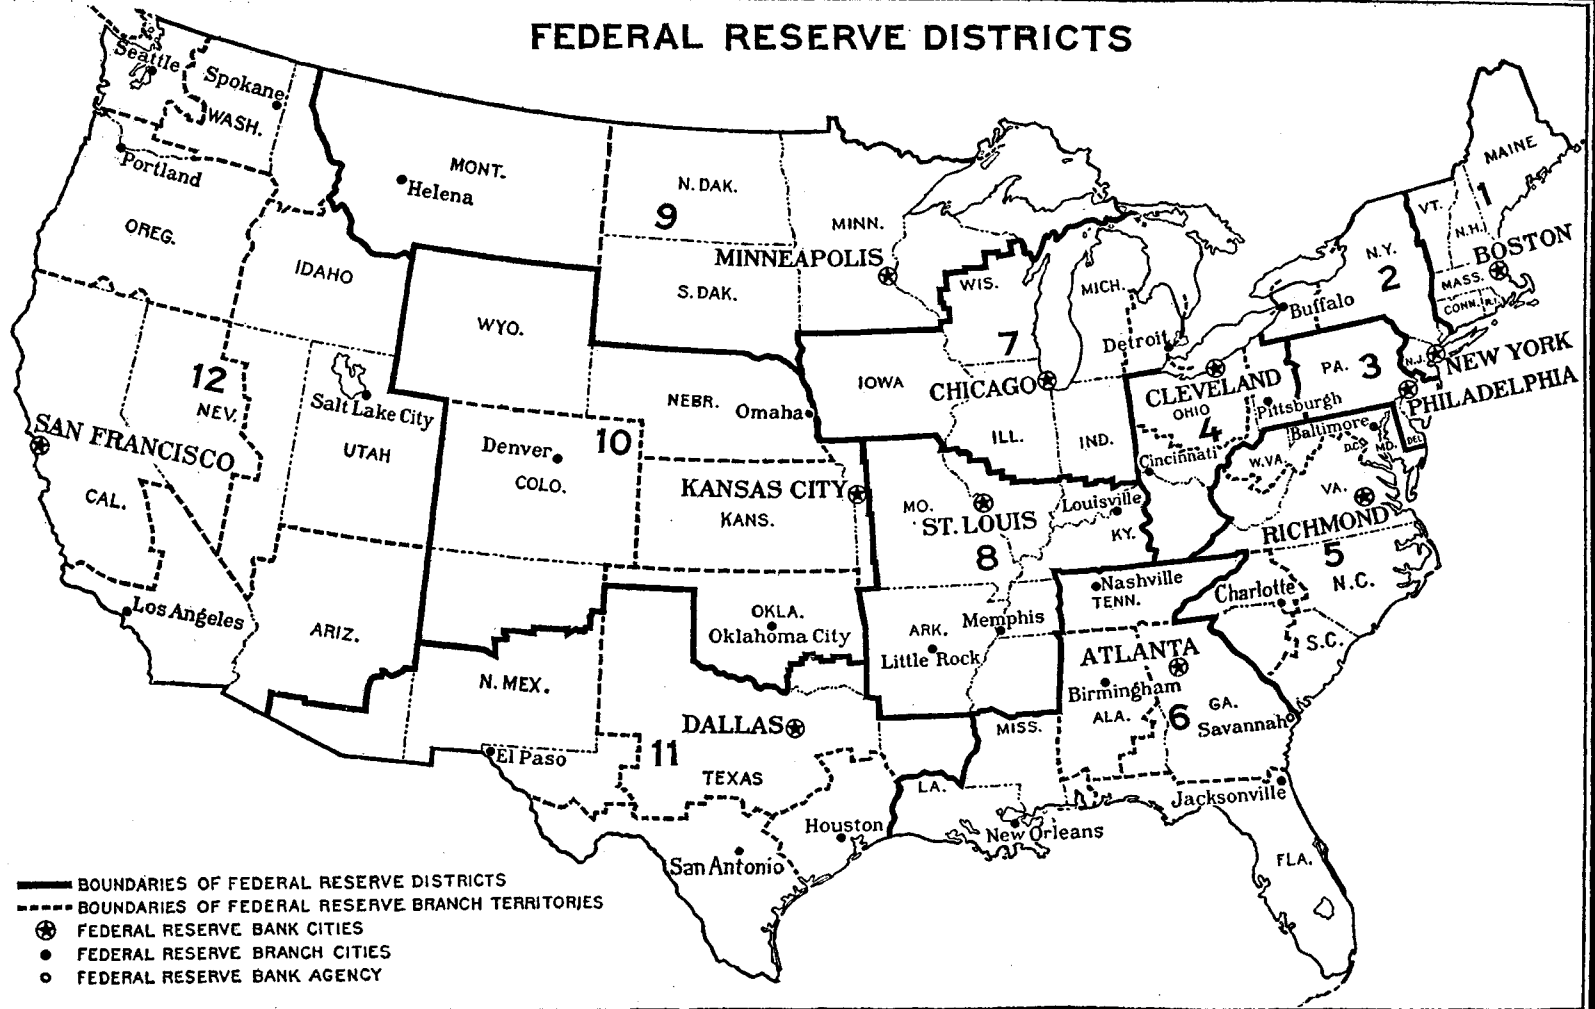 FEDERAL RESERVE DISTRICTS
Seattle
Spokane
WASH.
Portland
OREG.
MONT.
Helena
IDAHO
N. DAK.
9
S. DAK.
MINN.
MINNEAPOLIS
WYO.
WIS.
MICH.
7
Detroit
IOWA
CHICAGO
ILL.
IND.
MAINE
1
VT.
N.H.
BOSTON
MASS.
CONN.
R.I.
N.Y.
2
Buffalo
NEW YORK
N.J.
PA.
3
PHILADELPHIA
CLEVELAND
OHIO
4
Pittsburgh
Cincinnati
Baltimore
D.C.
MD.
DEL
W.VA.
VA.
RICHMOND
5
N.C.
Charlotte
S.C.
12
NEV.
SAN FRANCISCO
CAL.
Los Angeles
Salt Lake City
UTAH
ARIZ.
NEBR.
Omaha
10
Denver
COLO.
KANSAS CITY
KANS.
MO.
ST. LOUIS
8
Louisville
KY.
Nashville
TENN.
Memphis
ARK.
Little Rock
OKLA.
Oklahoma City
N. MEX.
El Paso
DALLAS
11
TEXAS
Houston
San Antonio
LA.
New Orleans
MISS.
ATLANTA
Birmingham
ALA.
6
GA.
Savannah
Jacksonville
FLA.
BOUNDARIES OF FEDERAL RESERVE DISTRICTS
BOUNDARIES OF FEDERAL RESERVE BRANCH TERRITORIES
FEDERAL RESERVE BANK CITIES
FEDERAL RESERVE BRANCH CITIES
FEDERAL RESERVE BANK AGENCY